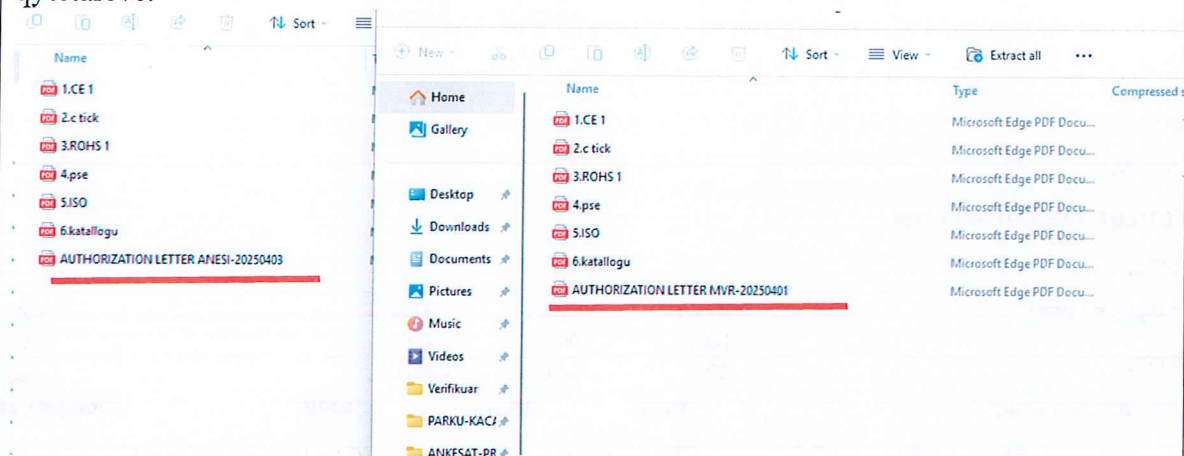 Sort
Name
1.CE 1
2.c tick
3.ROHS 1
4.pse
5.ISO
6.katallogu
AUTHORIZATION LETTER ANESI-20250403
New
Sort
View
Extract all
Home
Gallery
Desktop
Downloads
Documents
Pictures
Music
Videos
Verifikuar
PARKU-KAC
ANKESAT-PR
Name Type Compressed s
1.CE 1 Microsoft Edge PDF Docu...
2.c tick Microsoft Edge PDF Docu...
3.ROHS 1 Microsoft Edge PDF Docu...
4.pse Microsoft Edge PDF Docu...
5.ISO Microsoft Edge PDF Docu...
6.katallogu Microsoft Edge PDF Docu...
AUTHORIZATION LETTER MVR-20250401 Microsoft Edge PDF Docu...